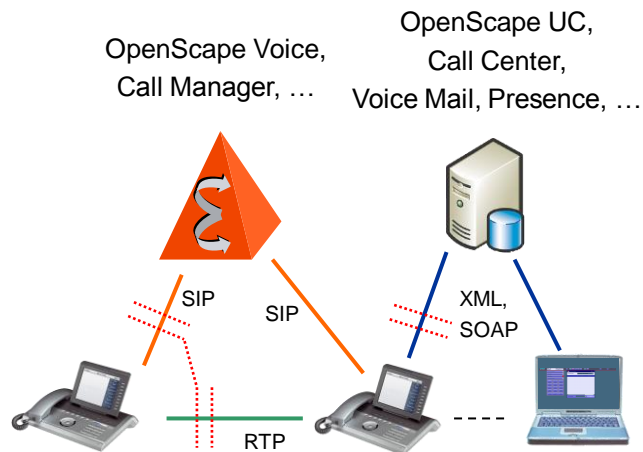 OpenScape Voice,
Call Manager, …
OpenScape UC,
Call Center,
Voice Mail, Presence, …
SIP
SIP
XML,
SOAP
RTP